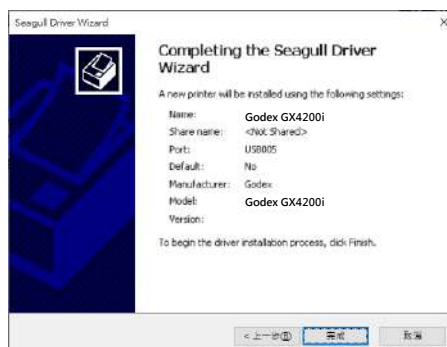 Seagull Driver Wizard
Completing the Seagull Driver
Wizard
A new printer will be installed using the following settings:
Name: Godex GX4200i
Share name: <Not Shared>
Port: USB005
Default: No
Manufacturer: Godex
Model: Godex GX4200i
Version:
To begin the driver installation process, click Finish.
< 上一步(B) 完成 取消